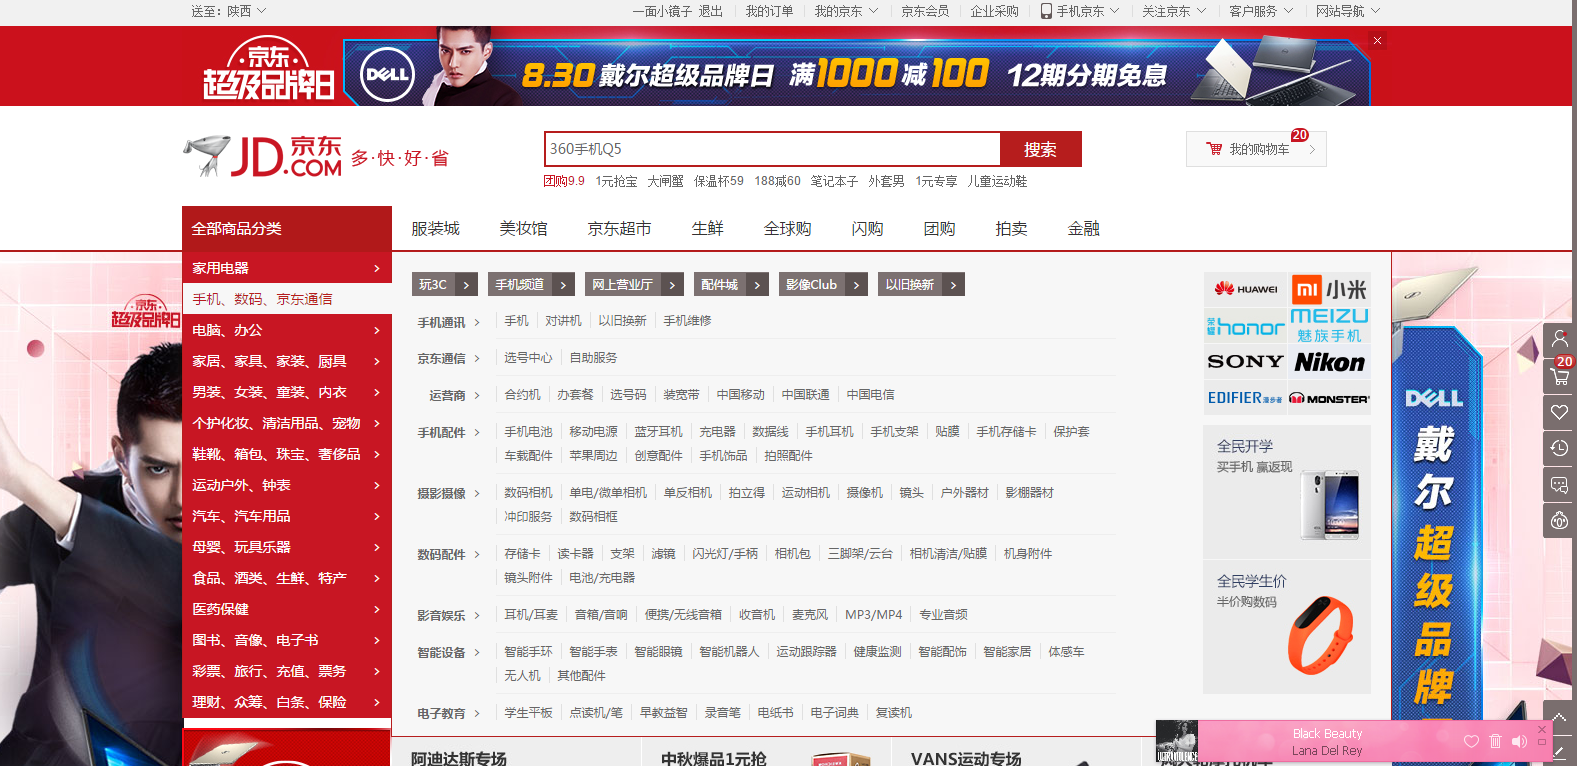 送至：陕西
一面小镜子 退出 我的订单 我的京东 京东会员 企业采购 手机京东 关注京东 客户服务 网站导航
·京东·
超级品牌日
DELL
8.30戴尔超级品牌日 满1000减100 12期分期免息
JD.COM 京东
多·快·好·省
360手机Q5
搜索
20
我的购物车
团购9.9 1元抢宝 大闸蟹 保温杯59 188减60 笔记本子 外套男 1元专享 儿童运动鞋
全部商品分类
服装城 美妆馆 京东超市 生鲜 全球购 闪购 团购 拍卖 金融
家用电器
手机、数码、京东通信
电脑、办公
家居、家具、家装、厨具
男装、女装、童装、内衣
个护化妆、清洁用品、宠物
鞋靴、箱包、珠宝、奢侈品
运动户外、钟表
汽车、汽车用品
母婴、玩具乐器
食品、酒类、生鲜、特产
医药保健
图书、音像、电子书
彩票、旅行、充值、票务
理财、众筹、白条、保险
玩3C 手机频道 网上营业厅 配件城 影像Club 以旧换新
手机通讯 手机 对讲机 以旧换新 手机维修
京东通信 选号中心 自助服务
运营商 合约机 办套餐 选号码 装宽带 中国移动 中国联通 中国电信
手机配件 手机电池 移动电源 蓝牙耳机 充电器 数据线 手机耳机 手机支架 贴膜 手机存储卡 保护套
车载配件 苹果周边 创意配件 手机饰品 拍照配件
摄影摄像 数码相机 单电/微单相机 单反相机 拍立得 运动相机 摄像机 镜头 户外器材 影棚器材
冲印服务 数码相框
数码配件 存储卡 读卡器 支架 滤镜 闪光灯/手柄 相机包 三脚架/云台 相机清洁/贴膜 机身附件
镜头附件 电池/充电器
影音娱乐 耳机/耳麦 音箱/音响 便携/无线音箱 收音机 麦克风 MP3/MP4 专业音频
智能设备 智能手环 智能手表 智能眼镜 智能机器人 运动跟踪器 健康监测 智能配饰 智能家居 体感车
无人机 其他配件
电子教育 学生平板 点读机/笔 早教益智 录音笔 电纸书 电子词典 复读机
HUAWEI
MI 小米
荣耀 honor
MEIZU
魅族手机
SONY
Nikon
EDIFIER 漫步者
MONSTER
全民开学
买手机 赢返现
全民学生价
半价购数码
·京东·
超级品牌日
DELL
戴尔超级品牌
20
阿迪达斯专场 中秋爆品1元抢 VANS运动专场
Black Beauty
Lana Del Rey